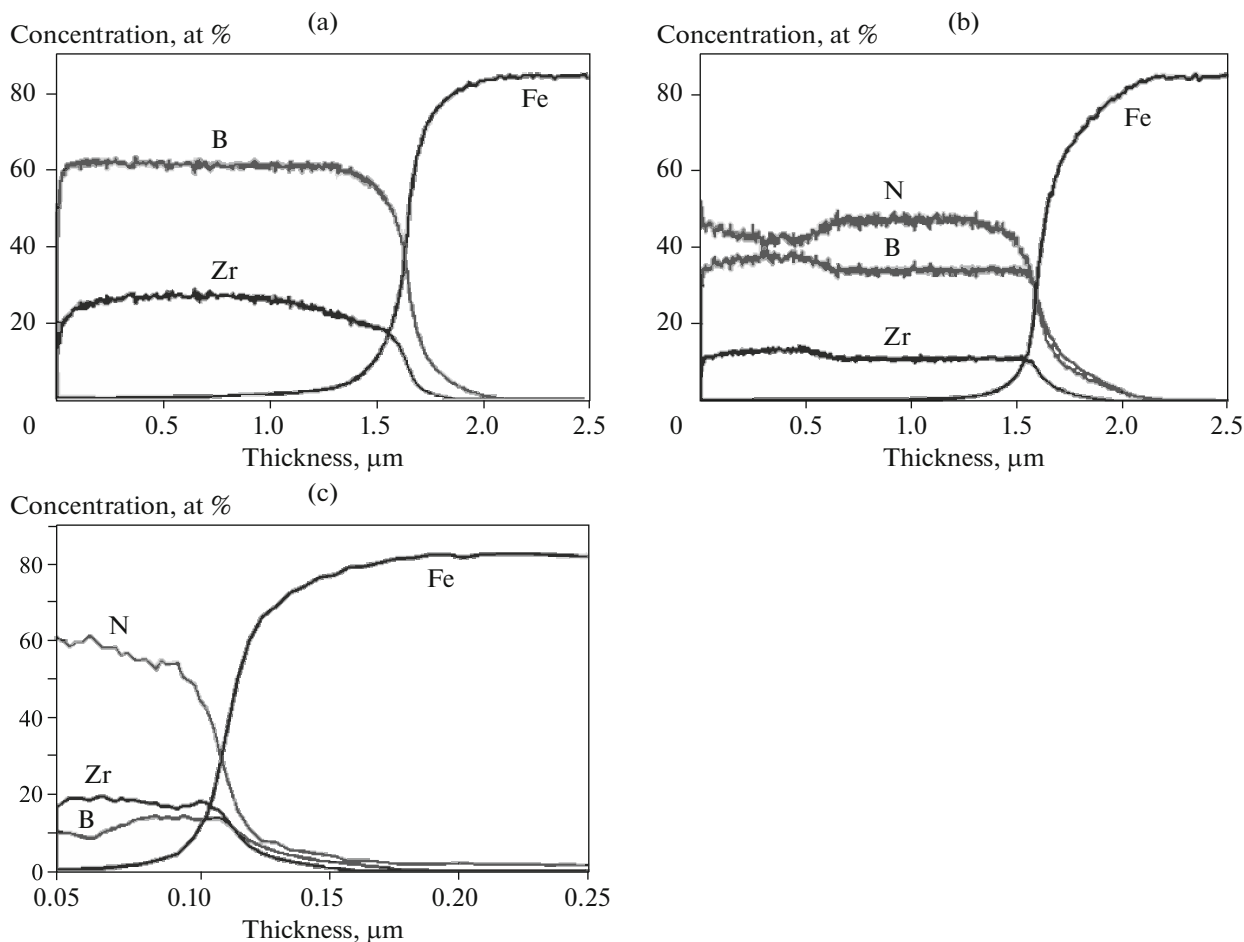 (a)
Concentration, at %
80
60
40
20
0
B
Zr
Fe
0.5 1.0 1.5 2.0 2.5
Thickness, μm
(b)
Concentration, at %
80
60
40
20
0
N
B
Zr
Fe
0.5 1.0 1.5 2.0 2.5
Thickness, μm
(c)
Concentration, at %
80
60
40
20
0
N
Zr
B
Fe
0.05 0.10 0.15 0.20 0.25
Thickness, μm